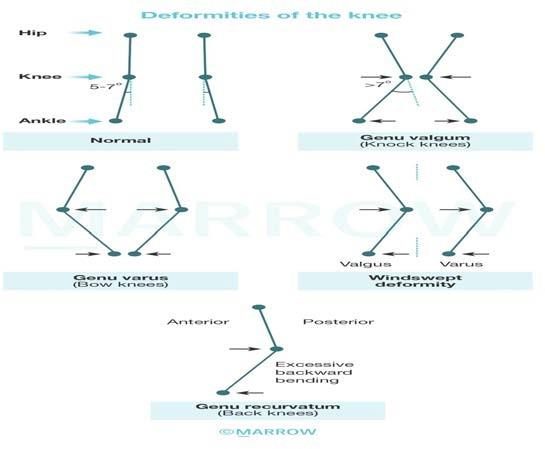 Deformities of the knee
Hip
Knee
5-7°
Ankle
Normal
>7°
Genu valgum
(Knock knees)
MARROW
Genu varus
(Bow knees)
Valgus Varus
Windswept
deformity
Anterior Posterior
Excessive
backward
bending
Genu recurvatum
(Back knees)
©MARROW